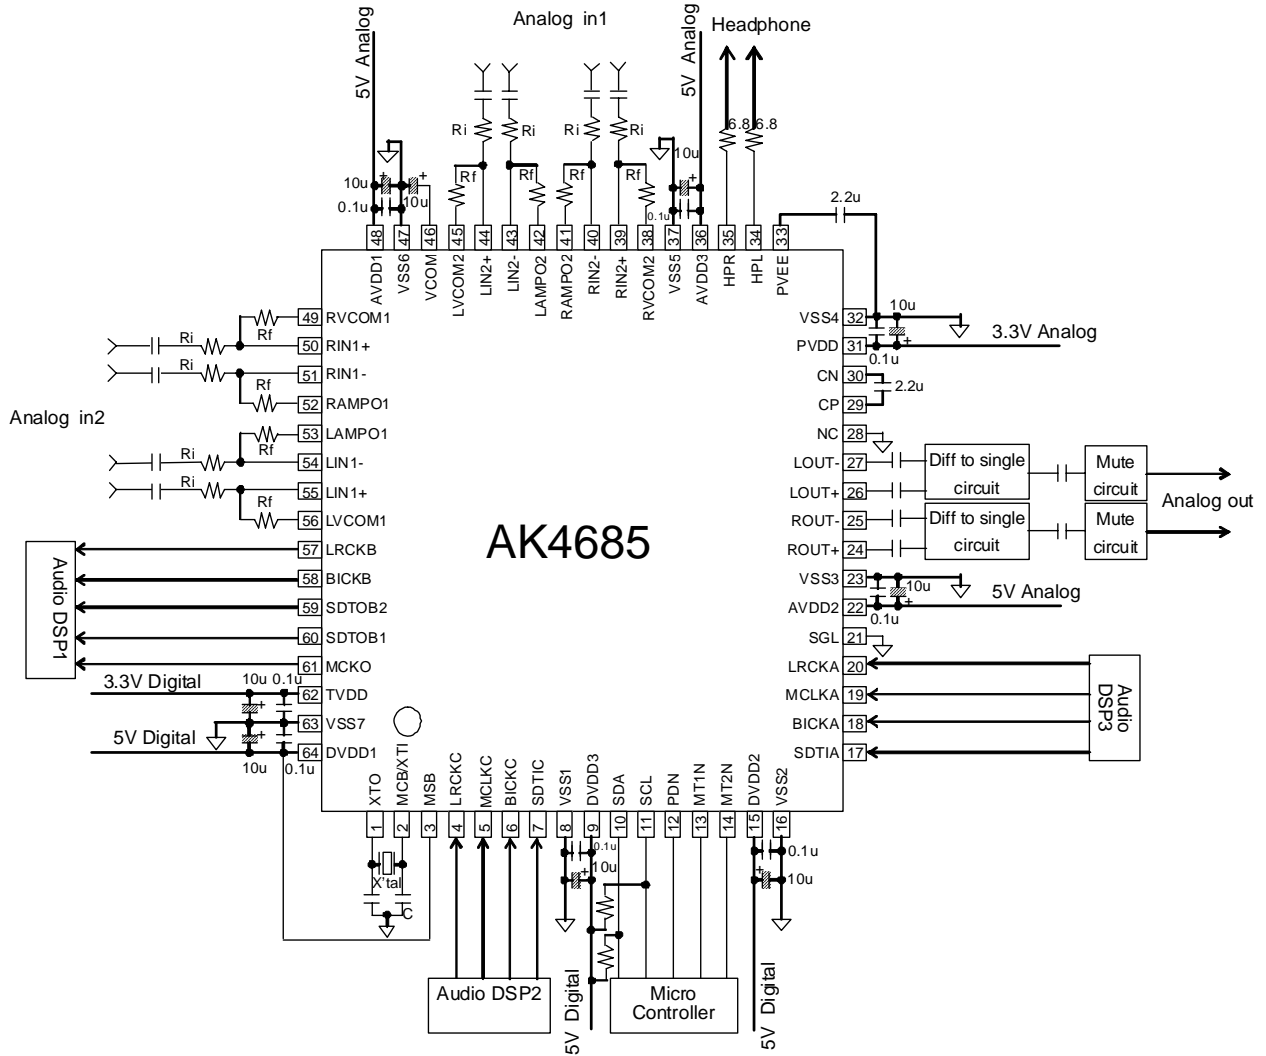 Analog in1
5V Analog
5V Analog
Headphone
6.8
6.8
Ri
Ri
Ri
Ri
Rf
Rf
Rf
Rf
10u
0.1u
10u
10u
0.1u
2.2u
48
47
46
45
44
43
42
41
40
39
38
37
36
35
34
33
AVDD1
VSS6
VCOM
LVCOM2
LIN2+
LIN2-
LAMPO2
RAMPO2
RIN2-
RIN2+
RVCOM2
VSS5
AVDD3
HPR
HPL
PVEE
49 RVCOM1
50 RIN1+
51 RIN1-
52 RAMPO1
53 LAMPO1
54 LIN1-
55 LIN1+
56 LVCOM1
57 LRCKB
58 BICKB
59 SDTOB2
60 SDTOB1
61 MCKO
62 TVDD
63 VSS7
64 DVDD1
Rf
Ri
Ri
Rf
Analog in2
Rf
Ri
Ri
Rf
Audio DSP1
3.3V Digital
10u 0.1u
5V Digital
10u
0.1u
AK4685
VSS4 32
PVDD 31
CN 30
CP 29
NC 28
LOUT- 27
LOUT+ 26
ROUT- 25
ROUT+ 24
VSS3 23
AVDD2 22
SGL 21
LRCKA 20
MCLKA 19
BICKA 18
SDTIA 17
10u
3.3V Analog
0.1u
2.2u
Diff to single
circuit
Mute
circuit
Analog out
Diff to single
circuit
Mute
circuit
10u
5V Analog
0.1u
Audio
DSP3
XTO
MCB/XTI
MSB
LRCKC
MCLKC
BICKC
SDTIC
VSS1
DVDD3
SDA
SCL
PDN
MT1N
MT2N
DVDD2
VSS2
1
2
3
4
5
6
7
8
9
10
11
12
13
14
15
16
X'tal
C
0.1u
10u
0.1u
10u
Audio DSP2
5V Digital
Micro
Controller
5V Digital